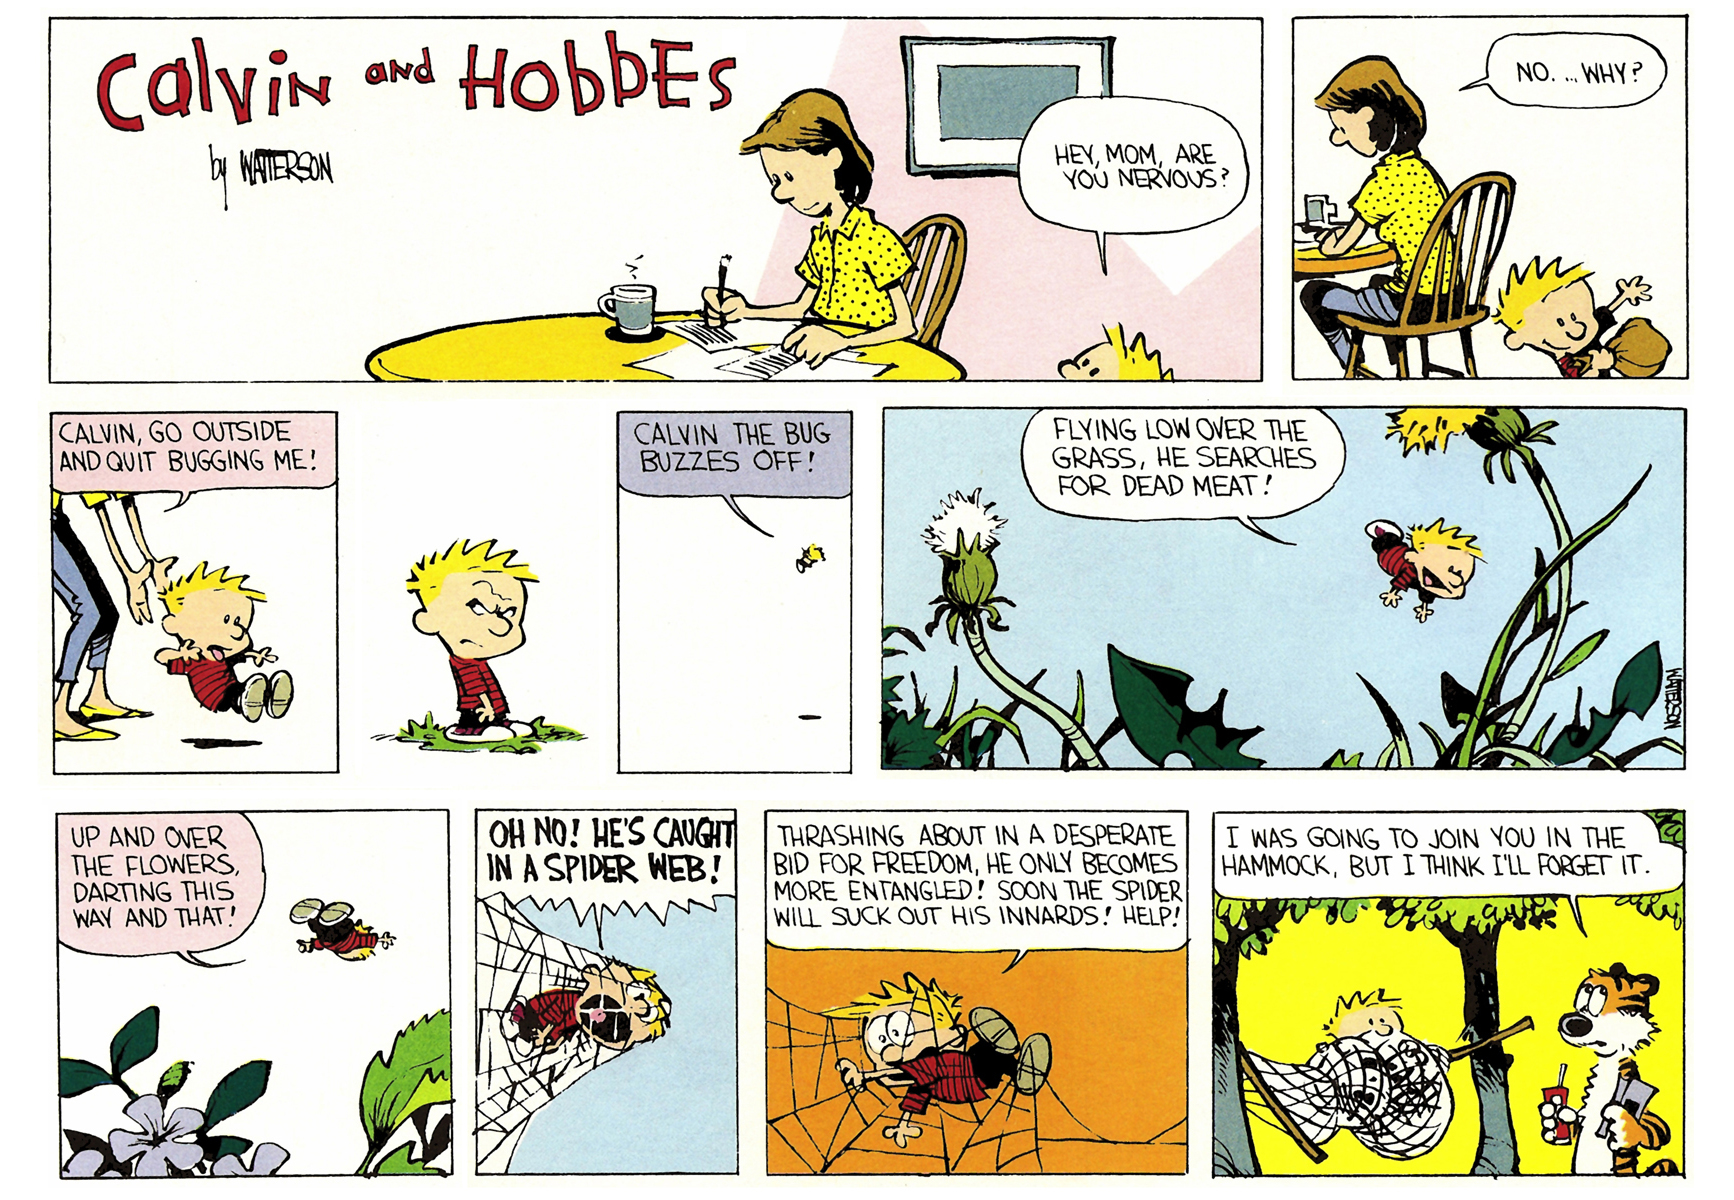 Calvin and HobbEs
by WATTERSON
HEY, MOM, ARE
YOU NERVOUS?
NO. ... WHY?
CALVIN, GO OUTSIDE
AND QUIT BUGGING ME!
CALVIN THE BUG
BUZZES OFF!
FLYING LOW OVER THE
GRASS, HE SEARCHES
FOR DEAD MEAT!
WATTERSON
UP AND OVER
THE FLOWERS,
DARTING THIS
WAY AND THAT!
OH NO! HE'S CAUGHT
IN A SPIDER WEB!
THRASHING ABOUT IN A DESPERATE
BID FOR FREEDOM, HE ONLY BECOMES
MORE ENTANGLED! SOON THE SPIDER
WILL SUCK OUT HIS INNARDS! HELP!
I WAS GOING TO JOIN YOU IN THE
HAMMOCK, BUT I THINK I'LL FORGET IT.